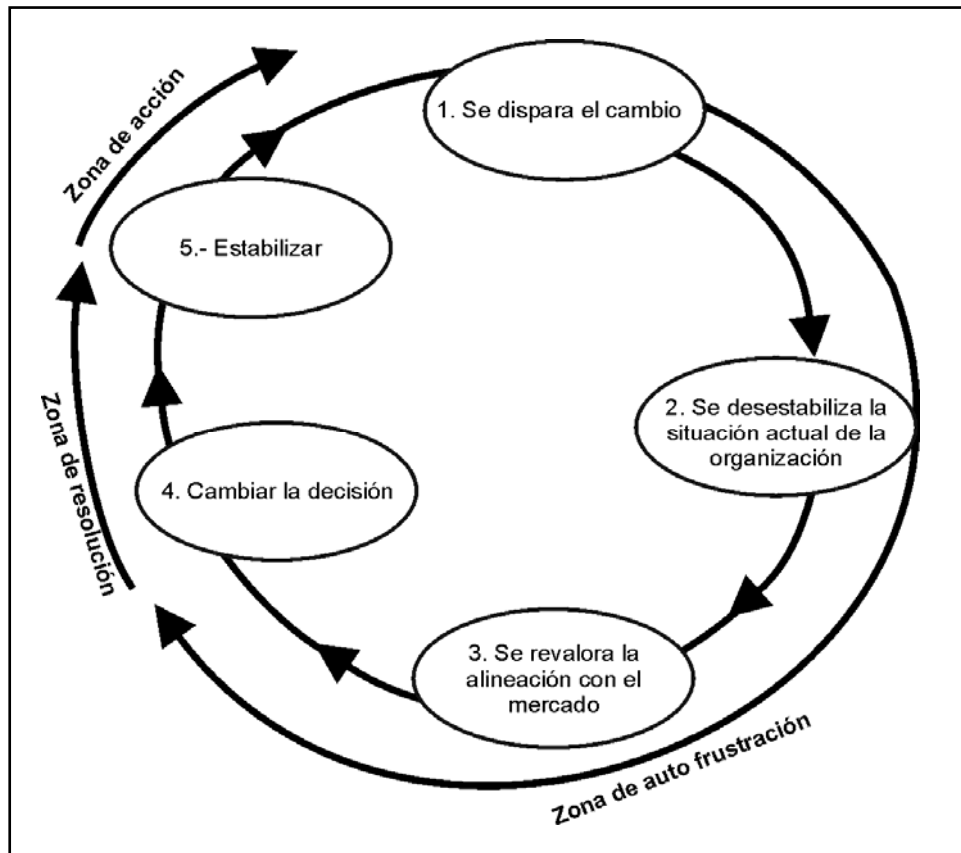 Zona de acción
1. Se dispara el cambio
5.- Estabilizar
2. Se desestabiliza la
situación actual de la
organización
Zona de resolución
4. Cambiar la decisión
3. Se revalora la
alineación con el
mercado
Zona de auto frustración